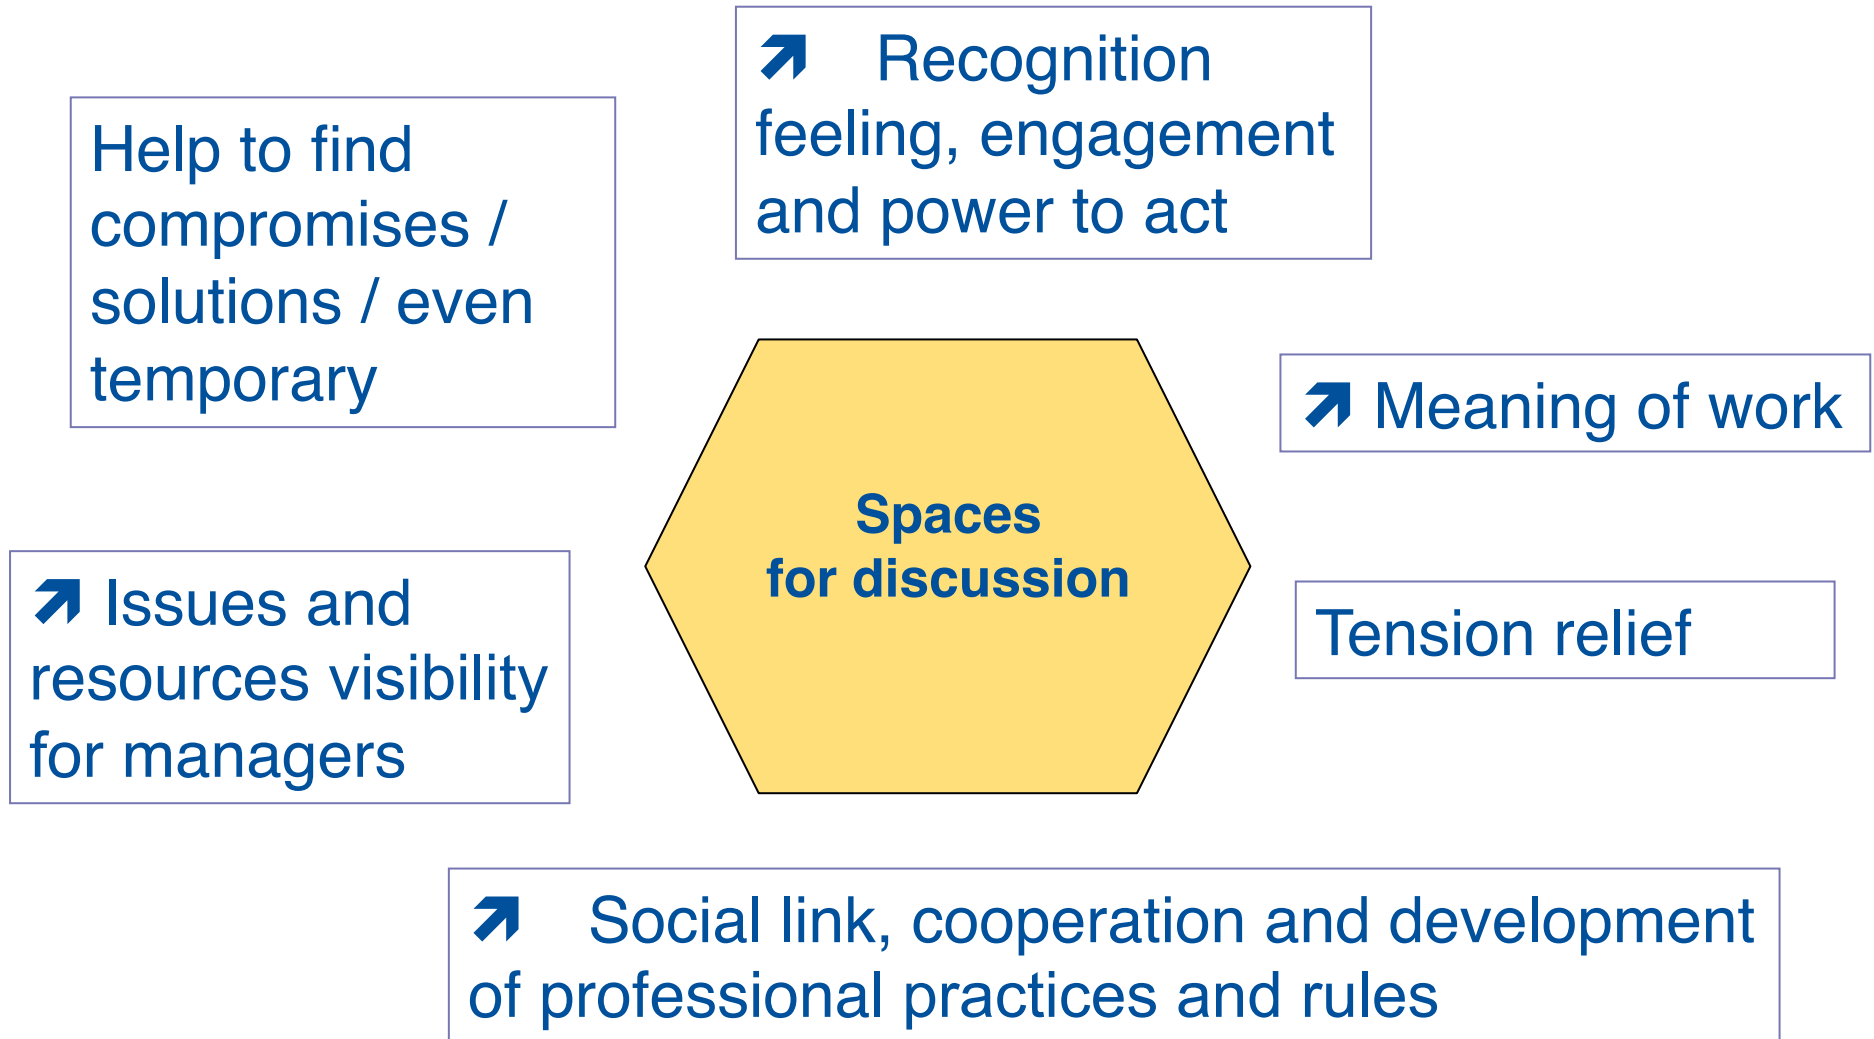 ↗ Recognition
feeling, engagement
and power to act
Help to find
compromises /
solutions / even
temporary
↗ Meaning of work
Spaces
for discussion
↗ Issues and
resources visibility
for managers
Tension relief
↗ Social link, cooperation and development
of professional practices and rules